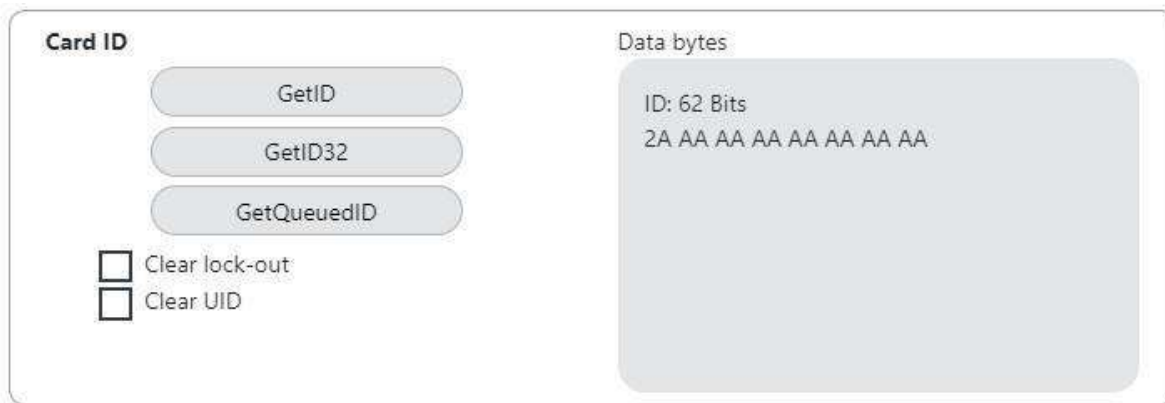 Card ID
GetID
GetID32
GetQueuedID
Clear lock-out
Clear UID
Data bytes
ID: 62 Bits
2A AA AA AA AA AA AA AA